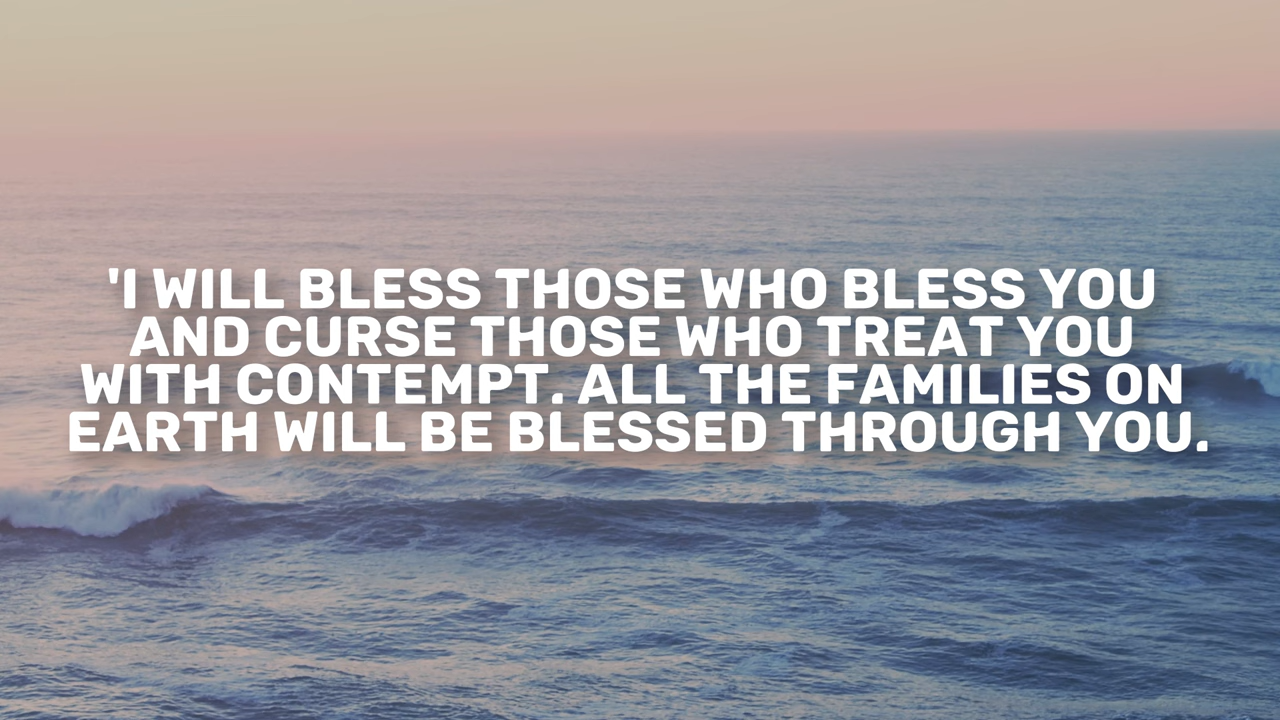 'I WILL BLESS THOSE WHO BLESS YOU
AND CURSE THOSE WHO TREAT YOU
WITH CONTEMPT. ALL THE FAMILIES ON
EARTH WILL BE BLESSED THROUGH YOU.